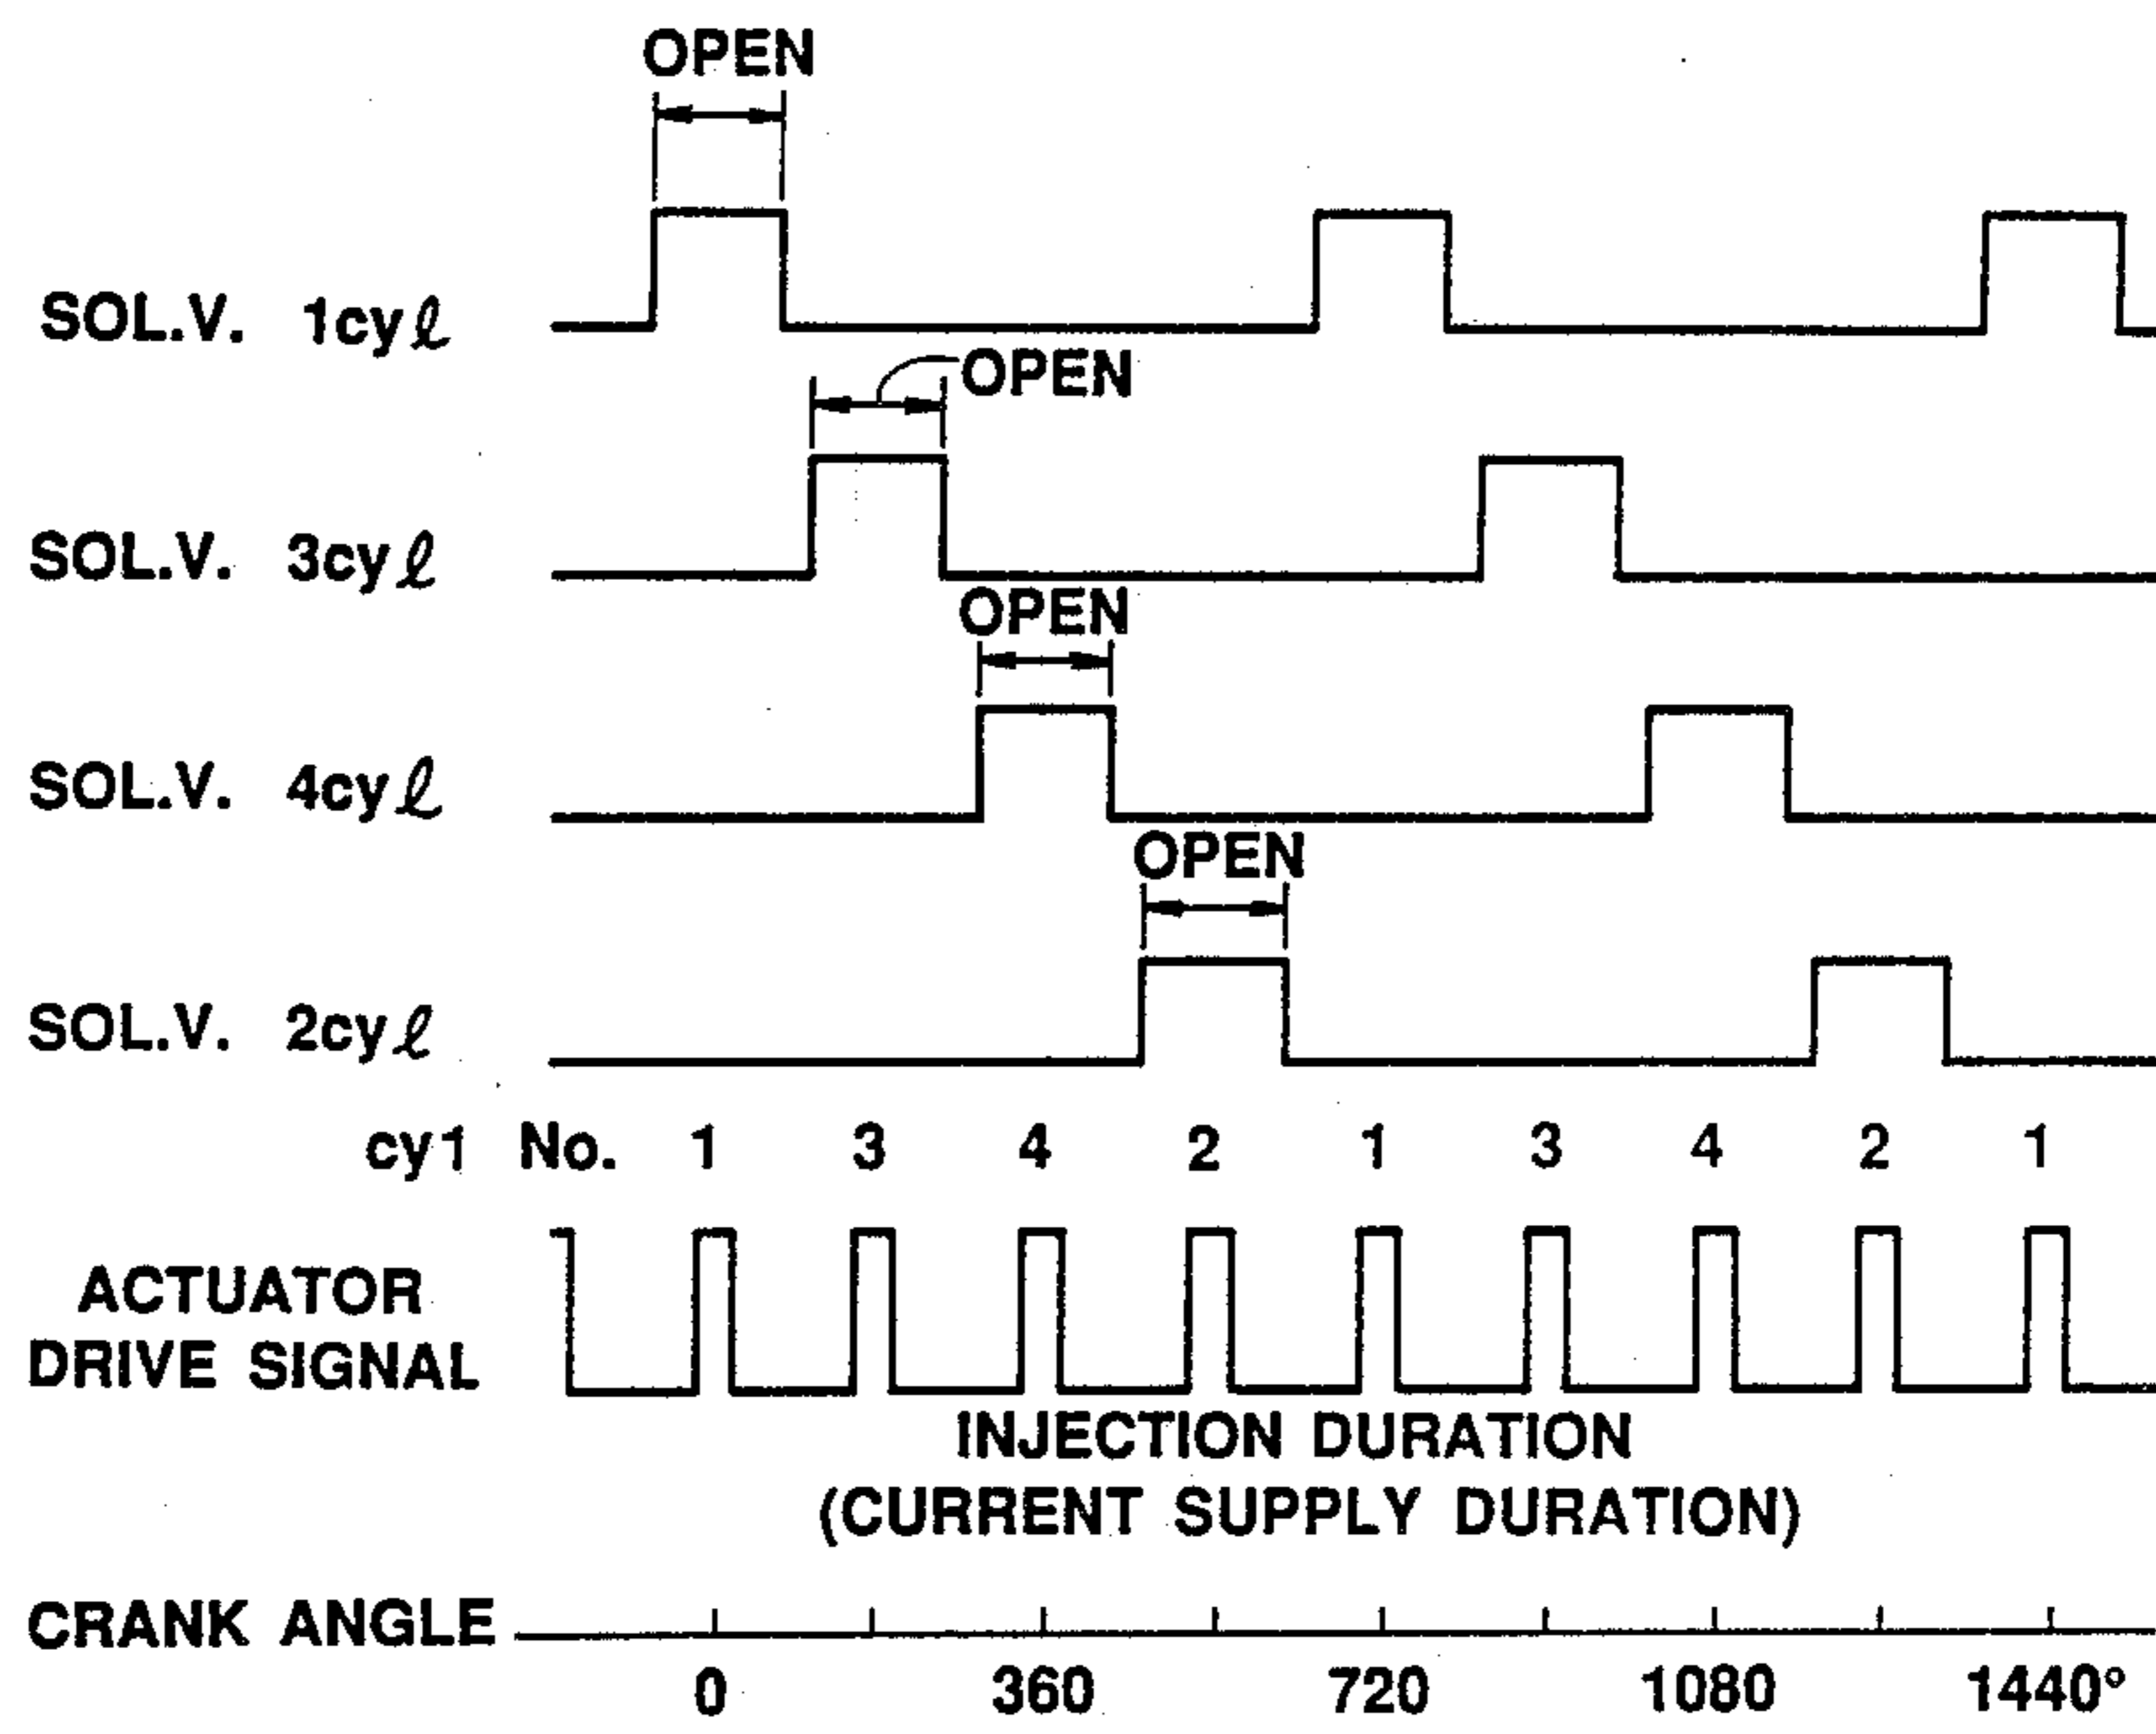 OPEN
SOL.V. 1cyℓ
OPEN
SOL.V. 3cyℓ
OPEN
SOL.V. 4cyℓ
OPEN
SOL.V. 2cyℓ
cy1 No. 1 3 4 2 1 3 4 2 1
ACTUATOR
DRIVE SIGNAL
INJECTION DURATION
(CURRENT SUPPLY DURATION)
CRANK ANGLE
0 360 720 1080 1440°